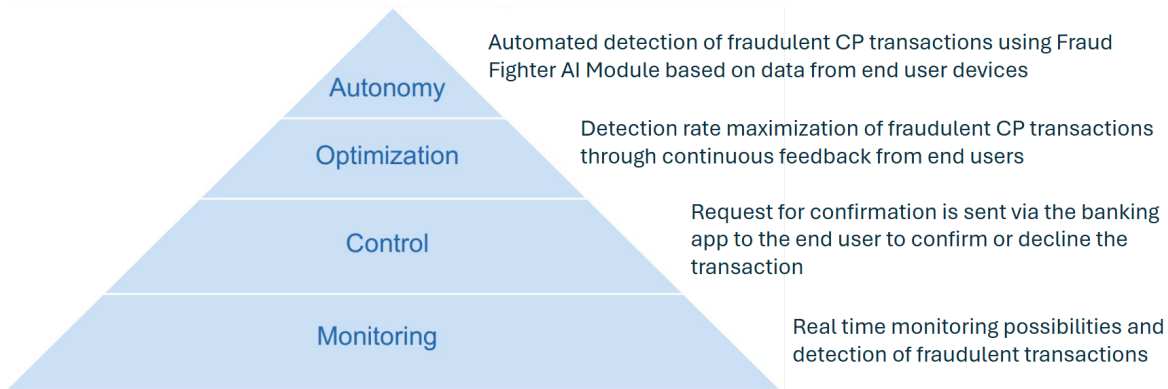 Autonomy
Automated detection of fraudulent CP transactions using Fraud
Fighter AI Module based on data from end user devices
Optimization
Detection rate maximization of fraudulent CP transactions
through continuous feedback from end users
Control
Request for confirmation is sent via the banking
app to the end user to confirm or decline the
transaction
Monitoring
Real time monitoring possibilities and
detection of fraudulent transactions